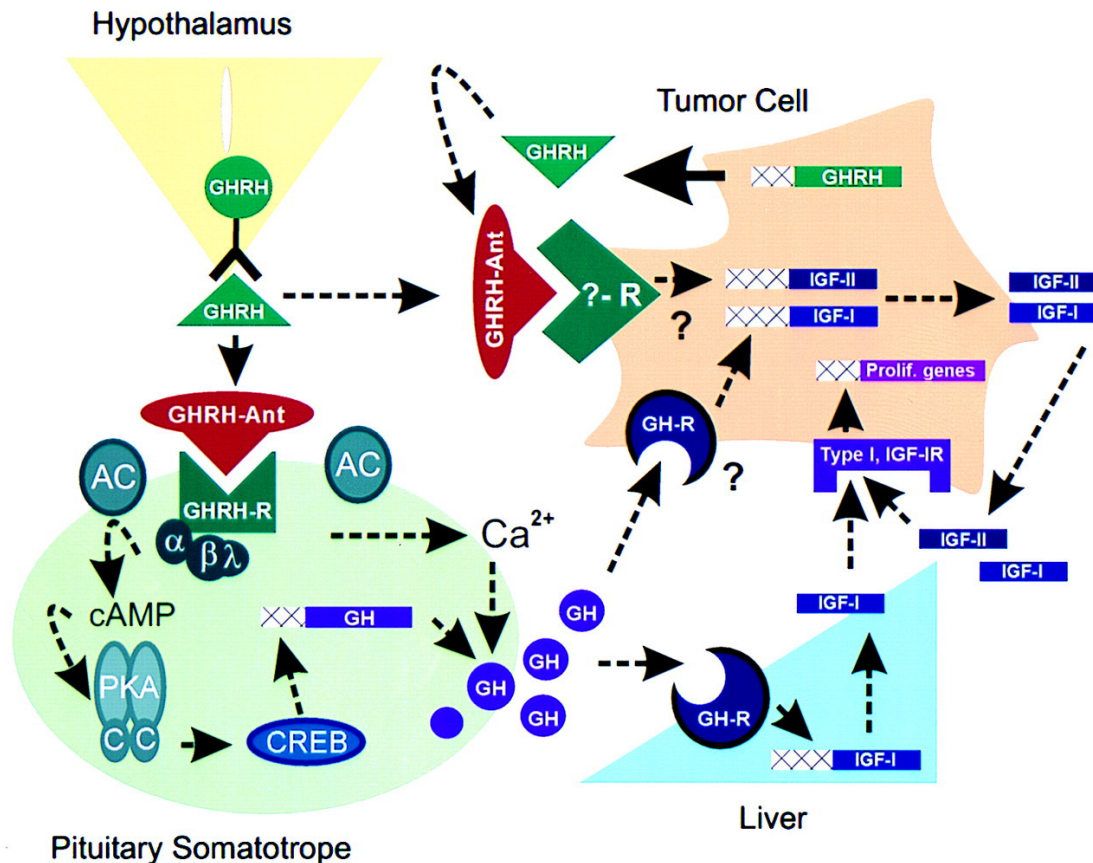 Hypothalamus
Tumor Cell
GHRH
GHRH
GHRH
GHRH
GHRH-Ant
?- R
?
IGF-II
IGF-I
IGF-II
IGF-I
Prolif. genes
GHRH-Ant
AC
AC
GHRH-R
α
β
λ
GH-R
?
Type I, IGF-IR
Ca2+
IGF-II
IGF-I
cAMP
GH
GH
IGF-I
GH
GH
GH
PKA
C
C
CREB
GH-R
IGF-I
Liver
Pituitary Somatotrope